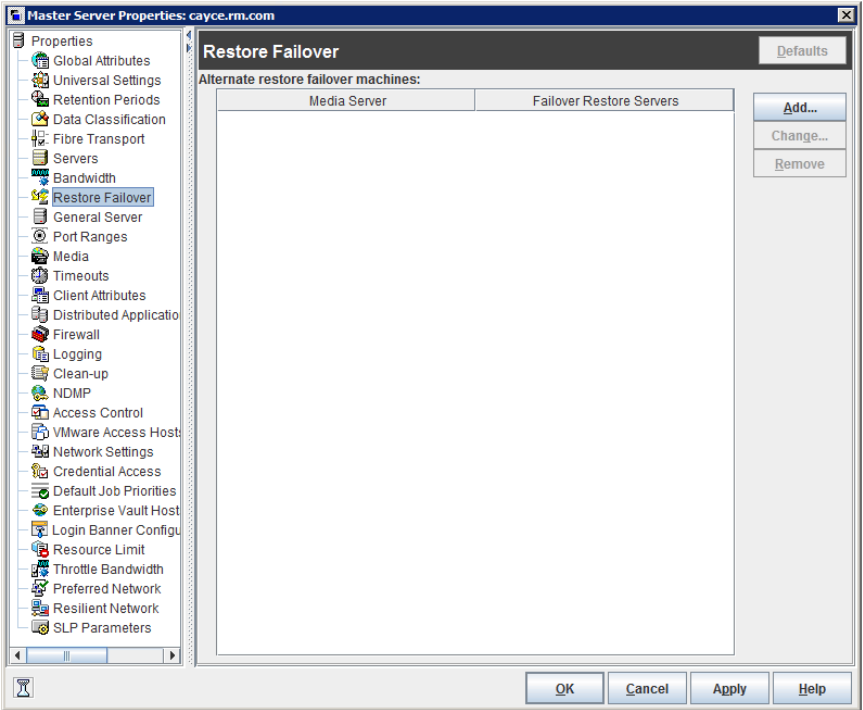 Master Server Properties: cayce.rm.com
Properties
Global Attributes
Universal Settings
Retention Periods
Data Classification
Fibre Transport
Servers
Bandwidth
Restore Failover
General Server
Port Ranges
Media
Timeouts
Client Attributes
Distributed Applicatio
Firewall
Logging
Clean-up
NDMP
Access Control
VMware Access Hosts
Network Settings
Credential Access
Default Job Priorities
Enterprise Vault Host
Login Banner Configu
Resource Limit
Throttle Bandwidth
Preferred Network
Resilient Network
SLP Parameters
Restore Failover
Defaults
Alternate restore failover machines:
Media Server
Failover Restore Servers
Add...
Change...
Remove
OK
Cancel
Apply
Help